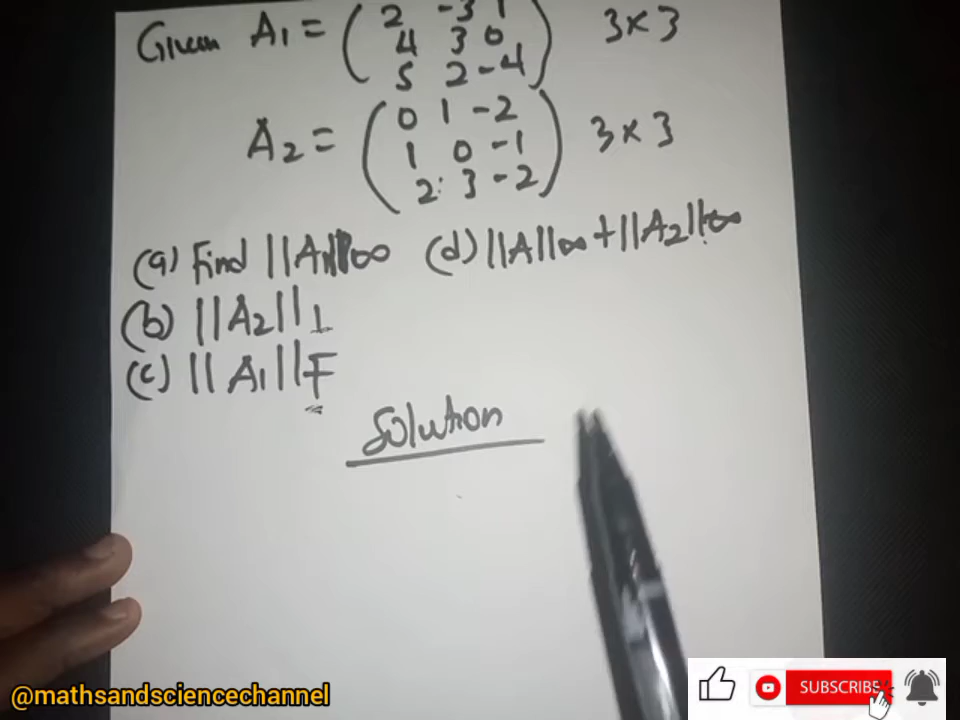 Given A1 = ( 2 -3 1 3×3
4 3 0
5 2 -4 )
A2 = ( 0 1 -2 3×3
1 0 -1
2 3 -2 )
(a) Find ||A1||∞ (d) ||A||∞ + ||A2||∞
(b) ||A2||1
(c) ||A1||F
Solution
@mathsandsciencechannel
SUBSCRIBE